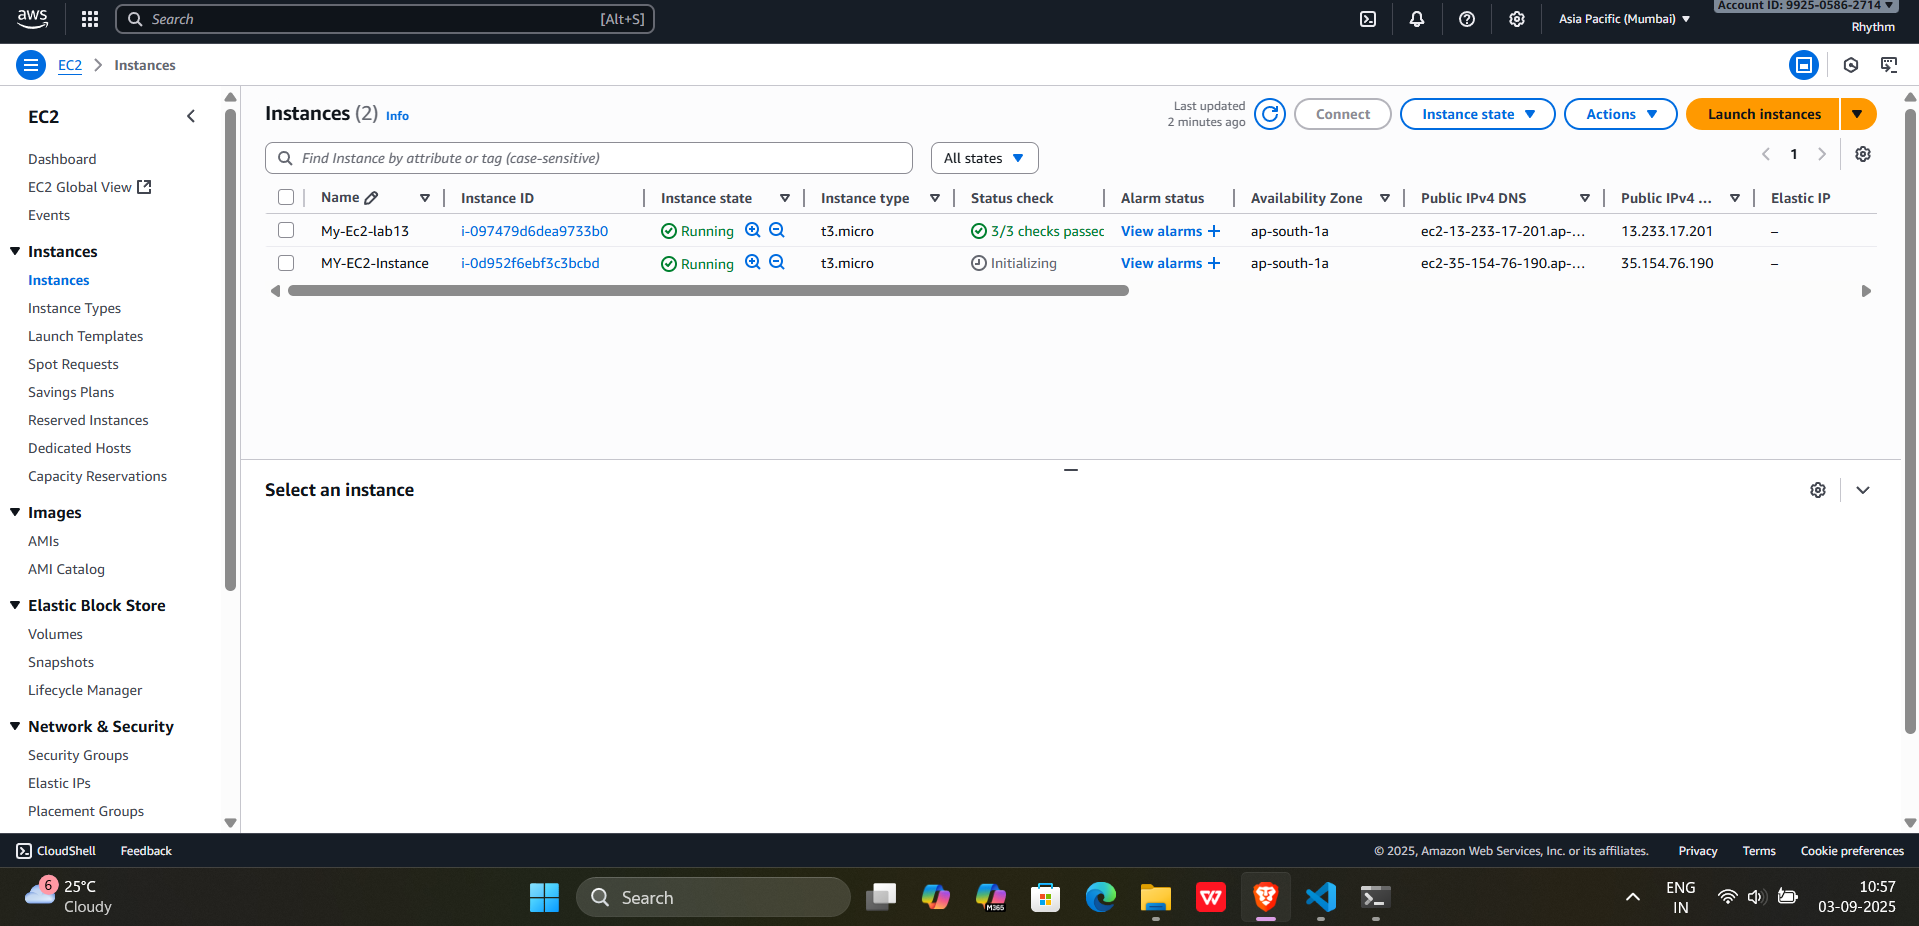 aws
Search [Alt+S]
Asia Pacific (Mumbai)
Account ID: 9925-0586-2714
Rhythm
EC2 Instances
EC2
Dashboard
EC2 Global View
Events
Instances
Instances
Instance Types
Launch Templates
Spot Requests
Savings Plans
Reserved Instances
Dedicated Hosts
Capacity Reservations
Images
AMIs
AMI Catalog
Elastic Block Store
Volumes
Snapshots
Lifecycle Manager
Network & Security
Security Groups
Elastic IPs
Placement Groups
Instances (2) Info
Last updated
2 minutes ago
Connect
Instance state
Actions
Launch instances
Find Instance by attribute or tag (case-sensitive)
All states
1
Name Instance ID Instance state Instance type Status check Alarm status Availability Zone Public IPv4 DNS Public IPv4 ... Elastic IP
My-Ec2-lab13 i-097479d6dea9733b0 Running t3.micro 3/3 checks passed View alarms + ap-south-1a ec2-13-233-17-201.ap-... 13.233.17.201 –
MY-EC2-Instance i-0d952f6ebf3c3bcbd Running t3.micro Initializing View alarms + ap-south-1a ec2-35-154-76-190.ap-... 35.154.76.190 –
Select an instance
CloudShell Feedback
© 2025, Amazon Web Services, Inc. or its affiliates. Privacy Terms Cookie preferences
6
25°C
Cloudy
Search
M365
ENG
IN
10:57
03-09-2025